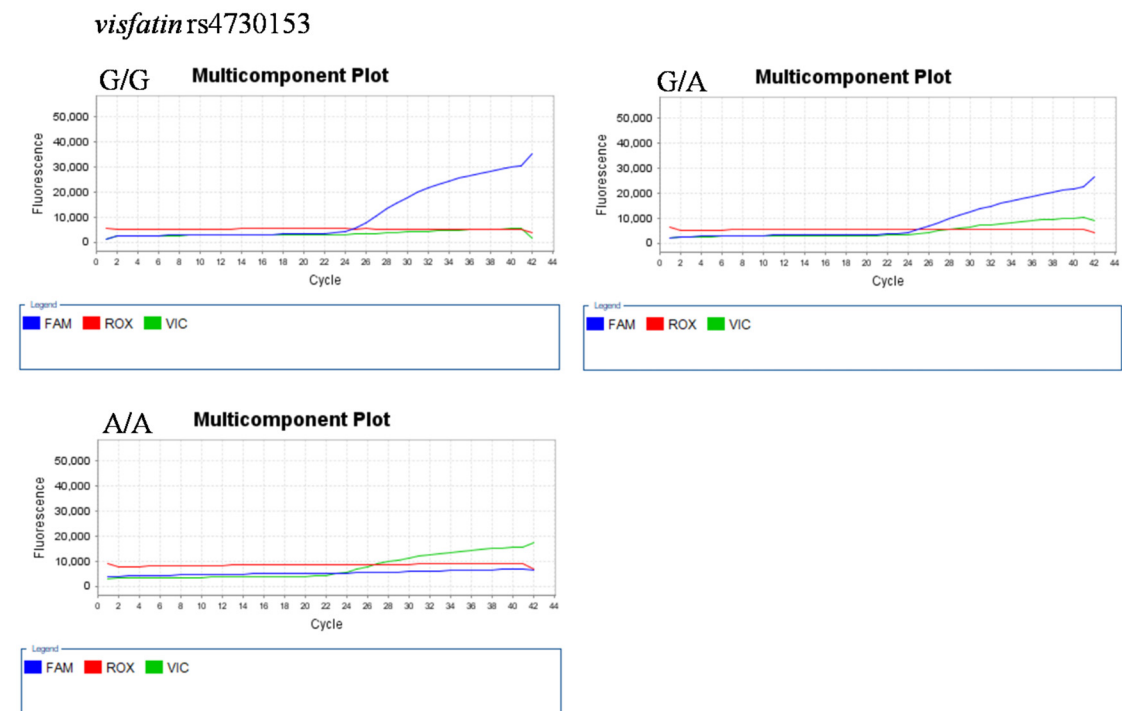 visfatin rs4730153
G/G Multicomponent Plot
50,000
40,000
30,000
20,000
10,000
0
Fluorescence
0 2 4 6 8 10 12 14 16 18 20 22 24 26 28 30 32 34 36 38 40 42 44
Cycle
Legend
FAM ROX VIC
G/A Multicomponent Plot
50,000
40,000
30,000
20,000
10,000
0
Fluorescence
0 2 4 6 8 10 12 14 16 18 20 22 24 26 28 30 32 34 36 38 40 42 44
Cycle
Legend
FAM ROX VIC
A/A Multicomponent Plot
50,000
40,000
30,000
20,000
10,000
0
Fluorescence
0 2 4 6 8 10 12 14 16 18 20 22 24 26 28 30 32 34 36 38 40 42 44
Cycle
Legend
FAM ROX VIC